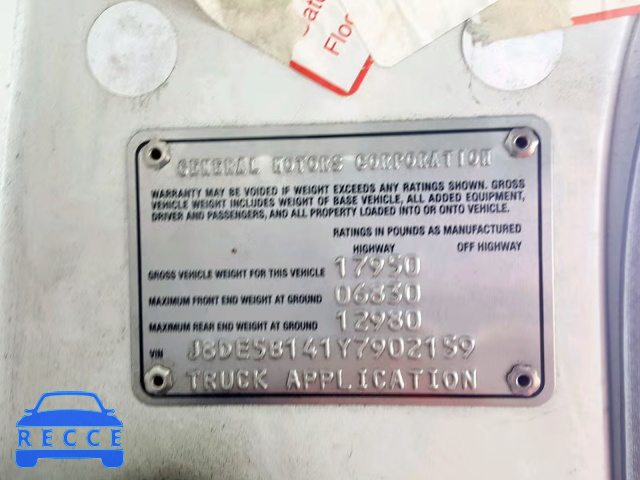 Floo
GENERAL MOTORS CORPORATION
WARRANTY MAY BE VOIDED IF WEIGHT EXCEEDS ANY RATINGS SHOWN. GROSS
VEHICLE WEIGHT INCLUDES WEIGHT OF BASE VEHICLE, ALL ADDED EQUIPMENT,
DRIVER AND PASSENGERS, AND ALL PROPERTY LOADED INTO OR ONTO VEHICLE.
RATINGS IN POUNDS AS MANUFACTURED
HIGHWAY OFF HIGHWAY
GROSS VEHICLE WEIGHT FOR THIS VEHICLE 17950
MAXIMUM FRONT END WEIGHT AT GROUND 06830
MAXIMUM REAR END WEIGHT AT GROUND 12980
VIN J8DE5B141Y7902159
TRUCK APPLICATION
RECCE